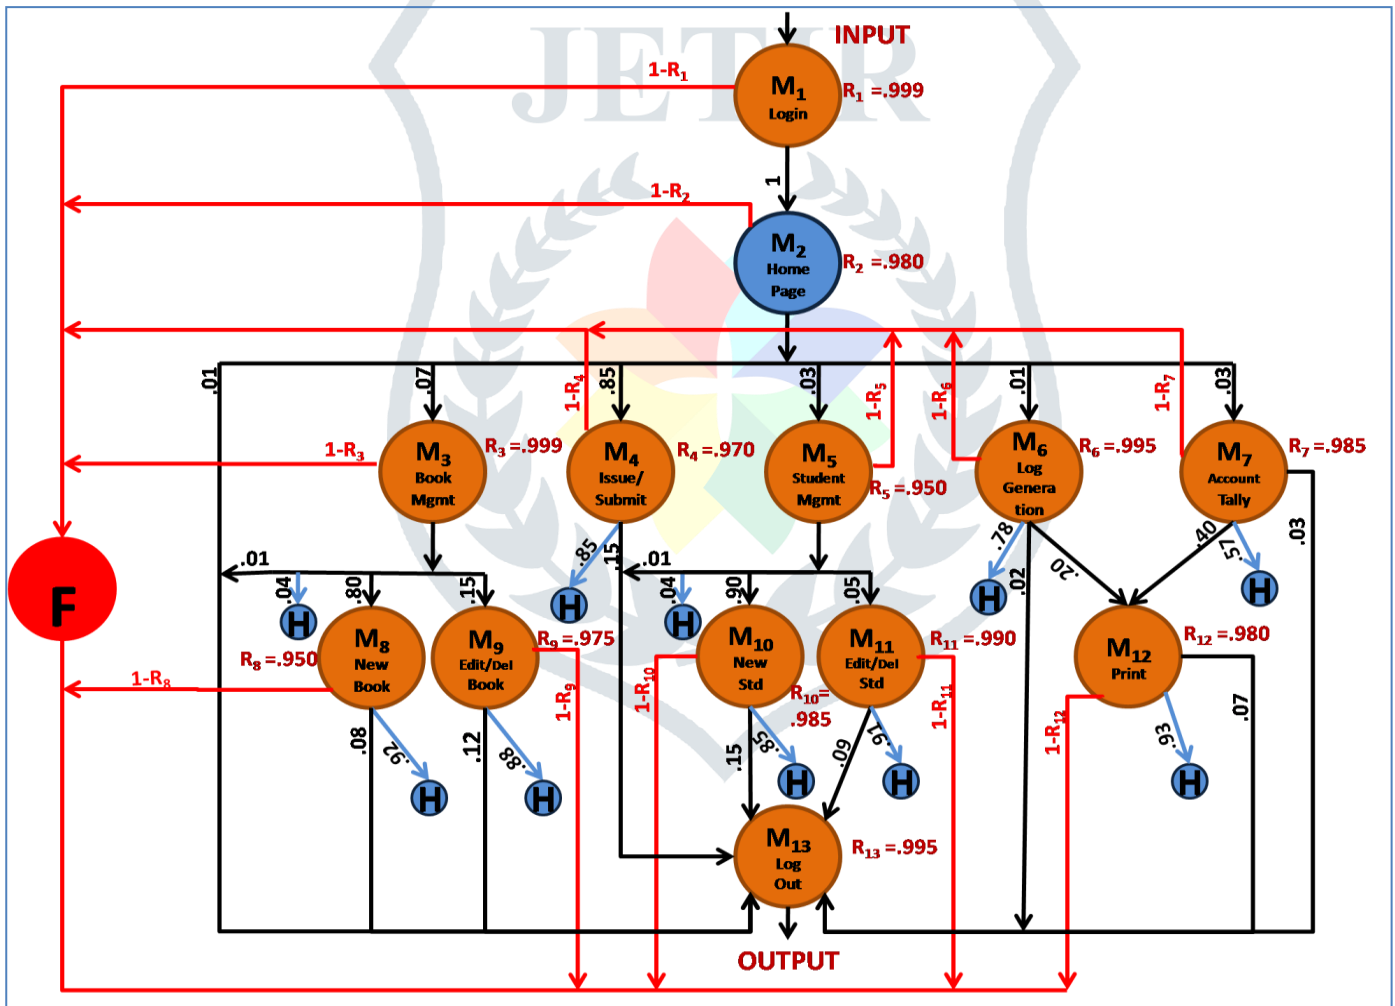 JETIR
INPUT
1-R1
M1
Login
R1 =.999
1
1-R2
M2
Home
Page
R2 =.980
.01
.07
1-R4
.85
.03
1-R5
1-R6
.01
1-R7
.03
1-R3
M3
Book
Mgmt
R3 =.999
M4
Issue/
Submit
R4 =.970
M5
Student
Mgmt
R5 =.950
M6
Log
Genera
tion
R6 =.995
M7
Account
Tally
R7 =.985
.01
.04
H
.80
.15
.85
H
.15
.01
.04
H
.90
.05
.78
H
.02
.20
.40
.57
H
.03
F
R8 =.950
M8
New
Book
M9
Edit/Del
Book
R9 =.975
M10
New
Std
R10=
.985
M11
Edit/Del
Std
R11 =.990
M12
Print
R12 =.980
1-R8
1-R9
1-R10
1-R11
1-R12
.08
.92
H
.12
.88
H
.15
.85
H
.09
.91
H
.93
H
.07
M13
Log
Out
R13 =.995
OUTPUT